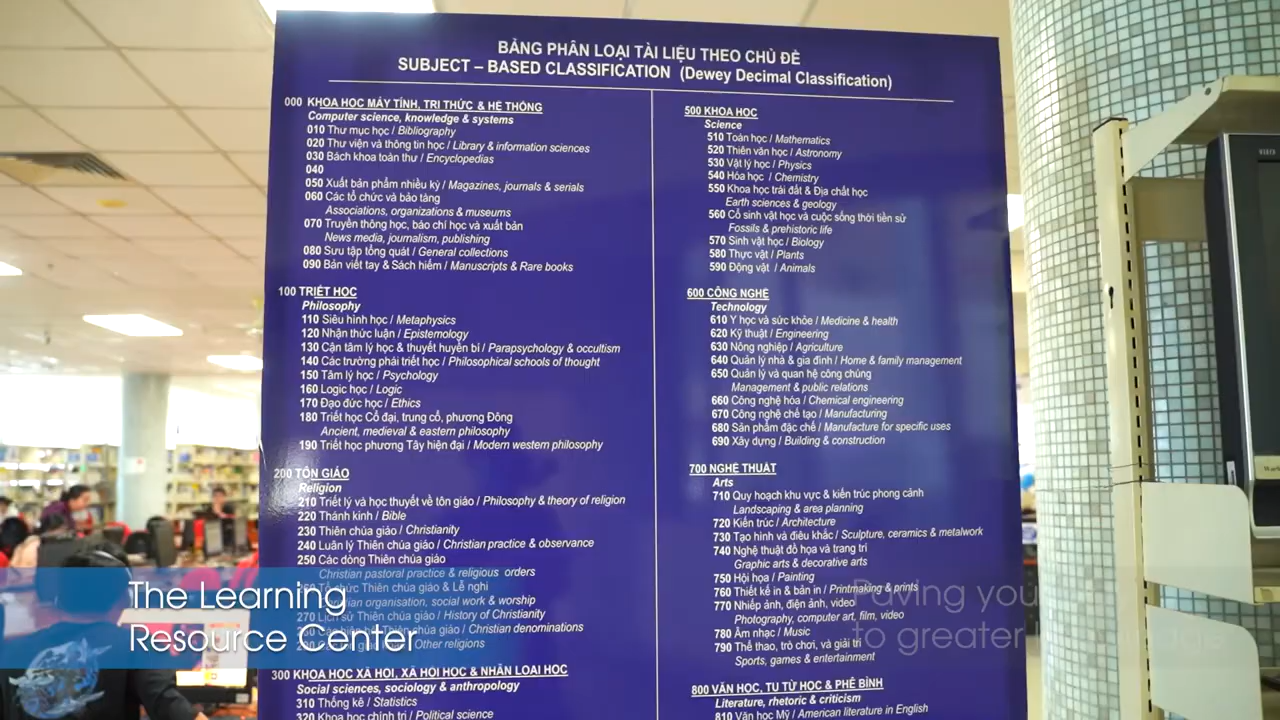 BẢNG PHÂN LOẠI TÀI LIỆU THEO CHỦ ĐỀ
SUBJECT – BASED CLASSIFICATION (Dewey Decimal Classification)
000 KHOA HỌC MÁY TÍNH, TRI THỨC & HỆ THỐNG
Computer science, knowledge & systems
010 Thư mục học / Bibliography
020 Thư viện và thông tin học / Library & information sciences
030 Bách khoa toàn thư / Encyclopedias
040
050 Xuất bản phẩm nhiều kỳ / Magazines, journals & serials
060 Các tổ chức và bảo tàng
Associations, organizations & museums
070 Truyền thông học, báo chí học và xuất bản
News media, journalism, publishing
080 Sưu tập tổng quát / General collections
090 Bản viết tay & Sách hiếm / Manuscripts & Rare books
100 TRIẾT HỌC
Philosophy
110 Siêu hình học / Metaphysics
120 Nhận thức luận / Epistemology
130 Cận tâm lý học & thuyết huyền bí / Parapsychology & occultism
140 Các trường phái triết học / Philosophical schools of thought
150 Tâm lý học / Psychology
160 Logic học / Logic
170 Đạo đức học / Ethics
180 Triết học Cổ đại, trung cổ, phương Đông
Ancient, medieval & eastern philosophy
190 Triết học phương Tây hiện đại / Modern western philosophy
200 TÔN GIÁO
Religion
210 Triết lý và học thuyết về tôn giáo / Philosophy & theory of religion
220 Thánh kinh / Bible
230 Thiên chúa giáo / Christianity
240 Luân lý Thiên chúa giáo / Christian practice & observance
250 Các dòng Thiên chúa giáo
Christian pastoral practice & religious orders
chức Thiên chúa giáo & Lễ nghi
organisation, social work & worship
270 Lịch sử Thiên chúa giáo / History of Christianity
Thiên chúa giáo / Christian denominations
Other religions
300 KHOA HỌC XÃ HỘI, XÃ HỘI HỌC & NHÂN LOẠI HỌC
Social sciences, sociology & anthropology
310 Thống kê / Statistics
320 Khoa học chính trị / Political science
500 KHOA HỌC
Science
510 Toán học / Mathematics
520 Thiên văn học / Astronomy
530 Vật lý học / Physics
540 Hóa học / Chemistry
550 Khoa học trái đất & Địa chất học
Earth sciences & geology
560 Cổ sinh vật học và cuộc sống thời tiền sử
Fossils & prehistoric life
570 Sinh vật học / Biology
580 Thực vật / Plants
590 Động vật / Animals
600 CÔNG NGHỆ
Technology
610 Y học và sức khỏe / Medicine & health
620 Kỹ thuật / Engineering
630 Nông nghiệp / Agriculture
640 Quản lý nhà & gia đình / Home & family management
650 Quản lý và quan hệ công chúng
Management & public relations
660 Công nghệ hóa / Chemical engineering
670 Công nghệ chế tạo / Manufacturing
680 Sản phẩm đặc chế / Manufacture for specific uses
690 Xây dựng / Building & construction
700 NGHỆ THUẬT
Arts
710 Quy hoạch khu vực & kiến trúc phong cảnh
Landscaping & area planning
720 Kiến trúc / Architecture
730 Tạo hình và điêu khắc / Sculpture, ceramics & metalwork
740 Nghệ thuật đồ họa và trang trí
Graphic arts & decorative arts
750 Hội họa / Painting
760 Thiết kế in & bản in / Printmaking & prints
770 Nhiếp ảnh, điện ảnh, video
Photography, computer art, film, video
780 Âm nhạc / Music
790 Thể thao, trò chơi, và giải trí
Sports, games & entertainment
800 VĂN HỌC, TU TỪ HỌC & PHÊ BÌNH
Literature, rhetoric & criticism
810 Văn học Mỹ / American literature in English
The Learning
Resource Center
to greater